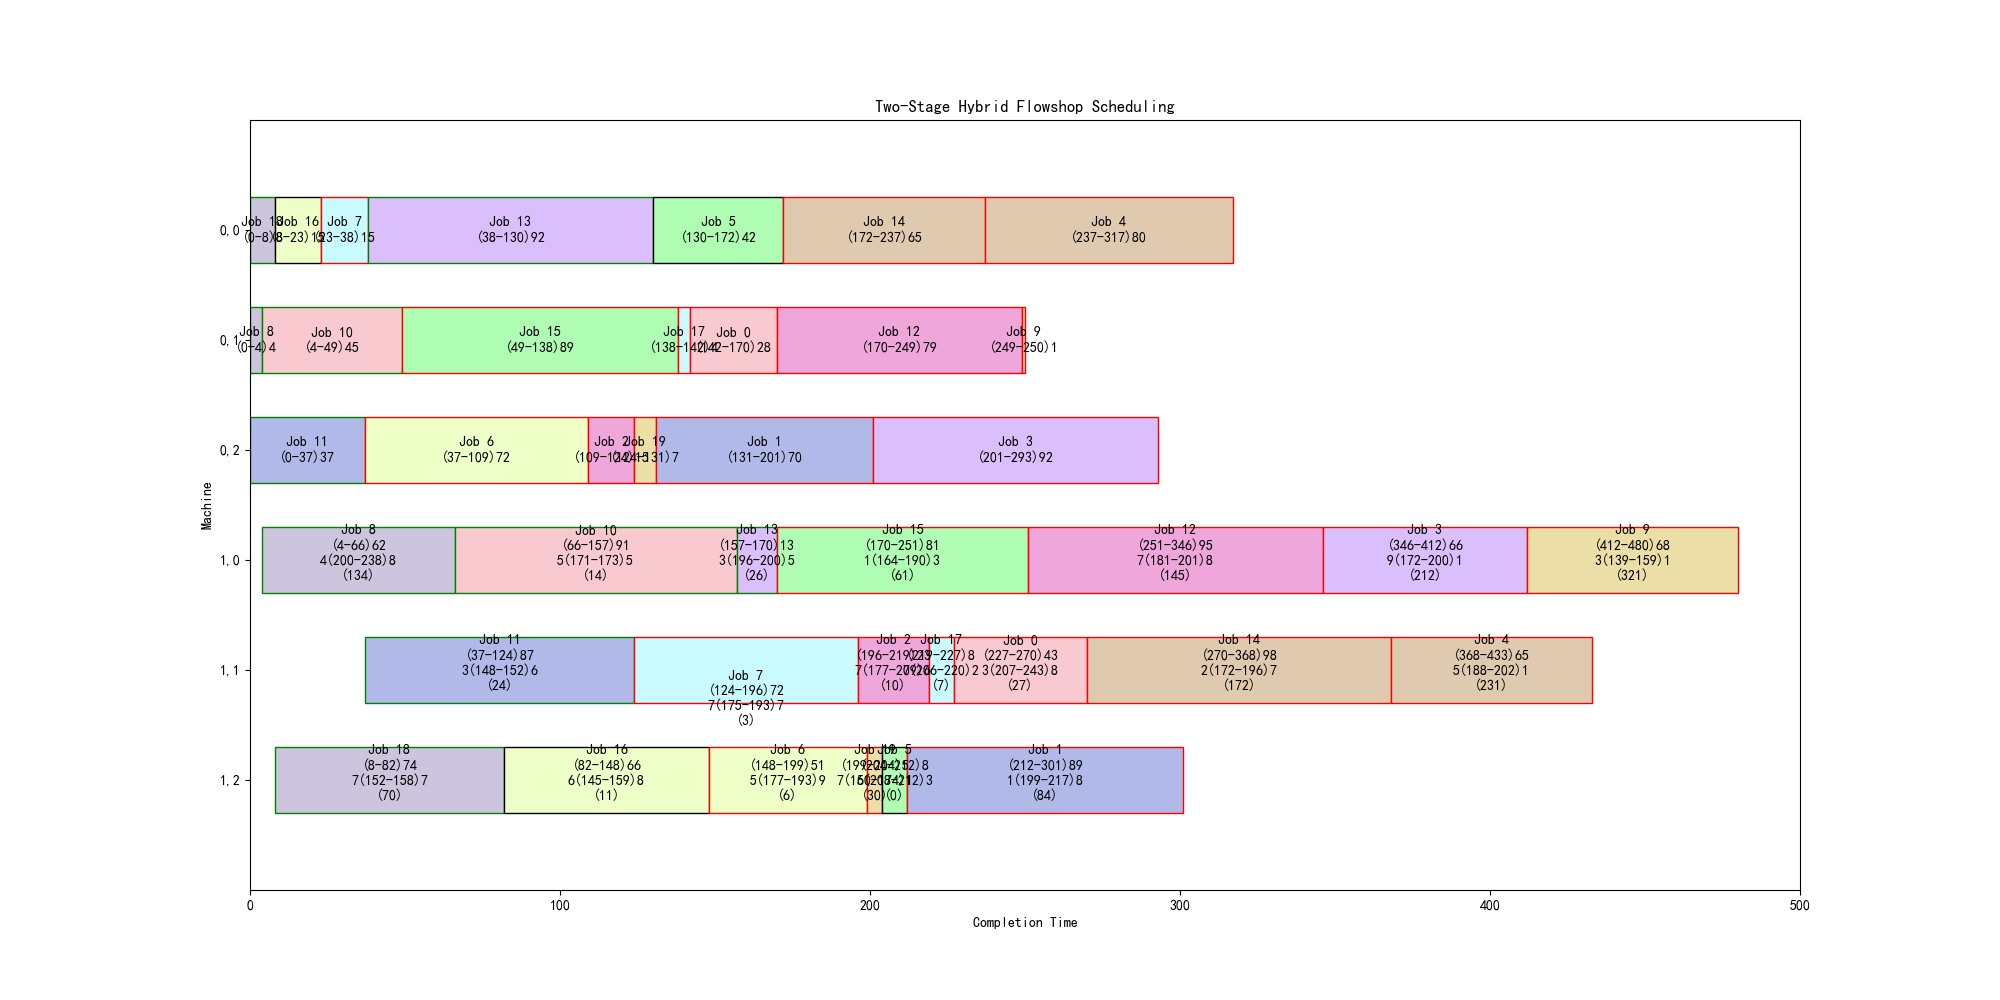 Two-Stage Hybrid Flowshop Scheduling
0,0
Job 18
(0-8)8
Job 16
(8-23)15
Job 7
(23-38)15
Job 13
(38-130)92
Job 5
(130-172)42
Job 14
(172-237)65
Job 4
(237-317)80
0,1
Job 8
(0-4)4
Job 10
(4-49)45
Job 15
(49-138)89
Job 17
(138-142)4
Job 0
(142-170)28
Job 12
(170-249)79
Job 9
(249-250)1
0,2
Job 11
(0-37)37
Job 6
(37-109)72
Job 2
(109-124)15
Job 19
(124-131)7
Job 1
(131-201)70
Job 3
(201-293)92
Machine
1,0
Job 8
(4-66)62
4(200-238)8
(134)
Job 10
(66-157)91
5(171-173)5
(14)
Job 13
(157-170)13
3(196-200)5
(26)
Job 15
(170-251)81
1(164-190)3
(61)
Job 12
(251-346)95
7(181-201)8
(145)
Job 3
(346-412)66
9(172-200)1
(212)
Job 9
(412-480)68
3(139-159)1
(321)
1,1
Job 11
(37-124)87
3(148-152)6
(24)
Job 7
(124-196)72
7(175-193)7
(3)
Job 2
(196-219)23
(10)
Job 17
(219-227)8
(7)
Job 0
(227-270)43
3(207-243)8
(27)
Job 14
(270-368)98
2(172-196)7
(172)
Job 4
(368-433)65
5(188-202)1
(231)
1,2
Job 18
(8-82)74
7(152-158)7
(70)
Job 16
(82-148)66
6(145-159)8
(11)
Job 6
(148-199)51
5(177-193)9
(6)
Job 19
(199-204)5
(30)
Job 5
(204-212)8
(0)
Job 1
(212-301)89
1(199-217)8
(84)
0
100
200
300
400
500
Completion Time